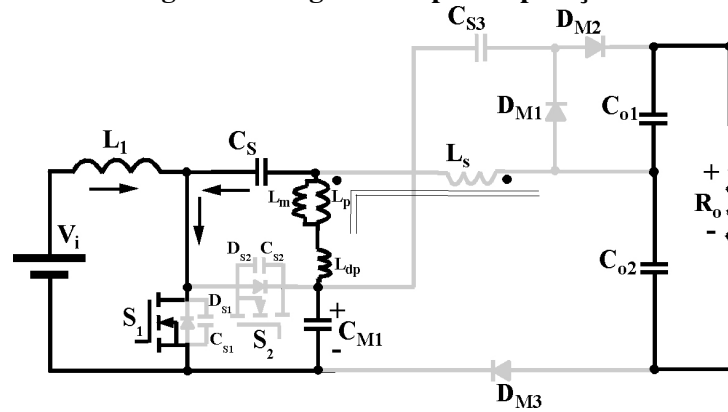 C_S3
D_M2
D_M1
C_o1
L_1
C_S
L_s
L_m
L_p
+
R_o
-
V_i
D_S2
C_S2
L_dp
C_o2
D_S1
S_1
+
C_M1
-
C_S1
S_2
D_M3